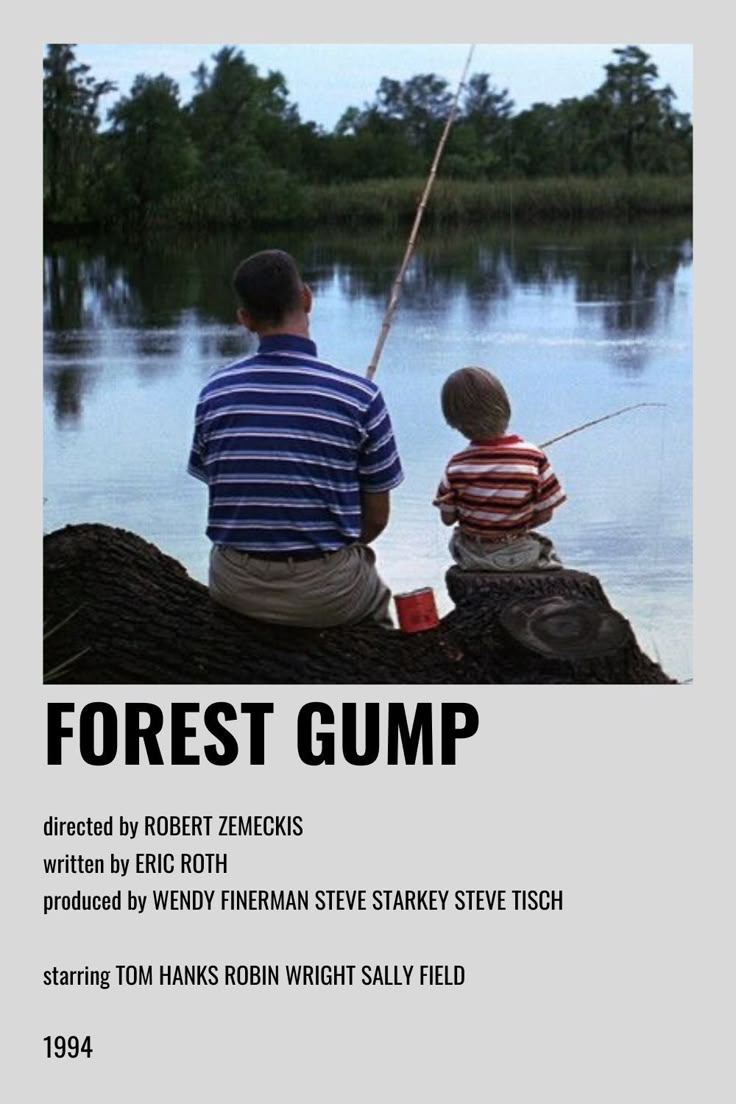 FOREST GUMP
directed by ROBERT ZEMECKIS
written by ERIC ROTH
produced by WENDY FINERMAN STEVE STARKEY STEVE TISCH
starring TOM HANKS ROBIN WRIGHT SALLY FIELD
1994